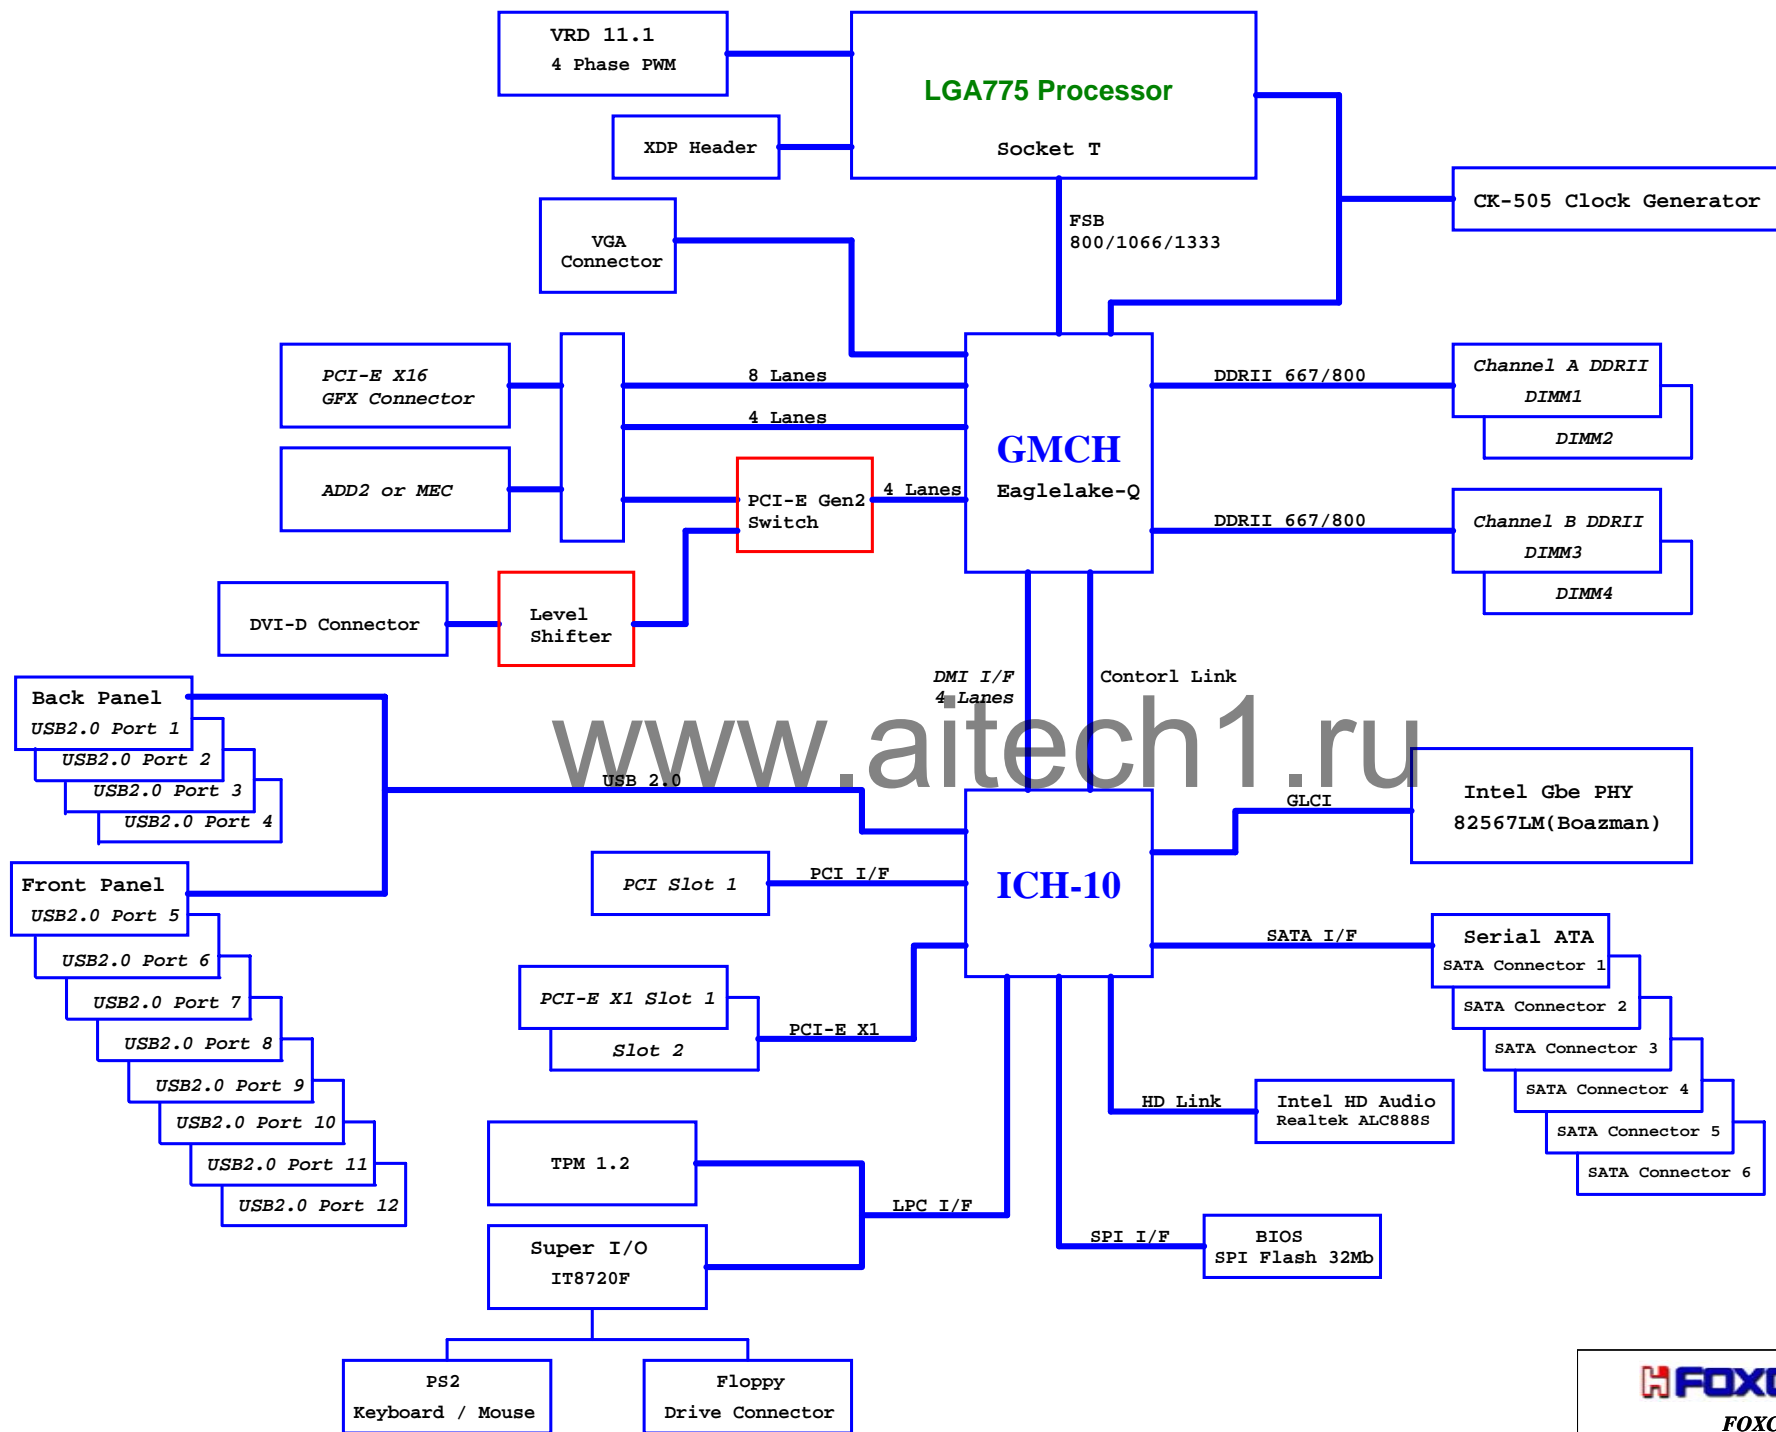 VRD 11.1
4 Phase PWM
LGA775 Processor
Socket T
XDP Header
CK-505 Clock Generator
FSB
800/1066/1333
VGA
Connector
PCI-E X16
GFX Connector
8 Lanes
4 Lanes
ADD2 or MEC
PCI-E Gen2
Switch
4 Lanes
GMCH
Eaglelake-Q
DDRII 667/800
Channel A DDRII
DIMM1
DIMM2
DDRII 667/800
Channel B DDRII
DIMM3
DIMM4
DVI-D Connector
Level
Shifter
DMI I/F
4 Lanes
Contorl Link
www.aitech1.ru
Back Panel
USB2.0 Port 1
USB2.0 Port 2
USB2.0 Port 3
USB2.0 Port 4
USB 2.0
Front Panel
USB2.0 Port 5
USB2.0 Port 6
USB2.0 Port 7
USB2.0 Port 8
USB2.0 Port 9
USB2.0 Port 10
USB2.0 Port 11
USB2.0 Port 12
PCI Slot 1
PCI I/F
ICH-10
GLCI
Intel Gbe PHY
82567LM(Boazman)
PCI-E X1 Slot 1
Slot 2
PCI-E X1
SATA I/F
Serial ATA
SATA Connector 1
SATA Connector 2
SATA Connector 3
SATA Connector 4
SATA Connector 5
SATA Connector 6
HD Link
Intel HD Audio
Realtek ALC888S
TPM 1.2
LPC I/F
Super I/O
IT8720F
SPI I/F
BIOS
SPI Flash 32Mb
PS2
Keyboard / Mouse
Floppy
Drive Connector